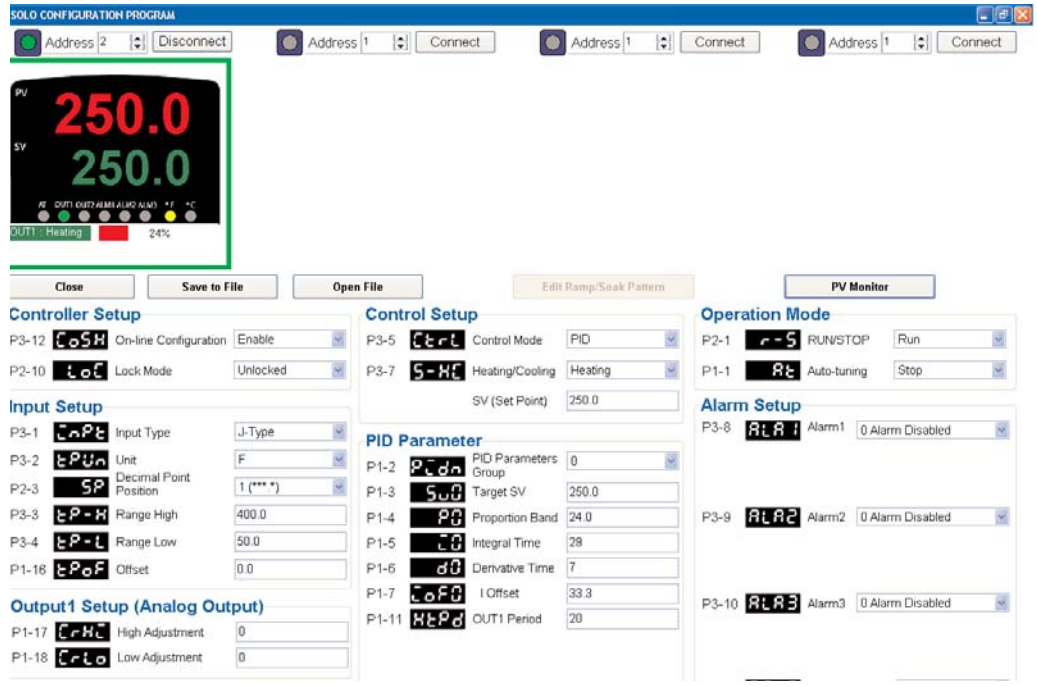 SOLO CONFIGURATION PROGRAM
Address 2 Disconnect Address 1 Connect Address 1 Connect Address 1 Connect
PV
250.0
SV
250.0
AT OUT1 OUT2 ALM1 ALM2 ALM3 °F °C
OUT1 : Heating 24%
Close Save to File Open File Edit Ramp/Soak Pattern PV Monitor
Controller Setup
P3-12 CoSH On-line Configuration Enable
P2-10 LoC Lock Mode Unlocked
Input Setup
P3-1 InPt Input Type J-Type
P3-2 tPUn Unit F
P2-3 SP Decimal Point Position 1 (***.*)
P3-3 tP-H Range High 400.0
P3-4 tP-L Range Low 50.0
P1-16 tPoF Offset 0.0
Output1 Setup (Analog Output)
P1-17 CrHi High Adjustment 0
P1-18 CrLo Low Adjustment 0
Control Setup
P3-5 CtrL Control Mode PID
P3-7 S-HC Heating/Cooling Heating
SV (Set Point) 250.0
PID Parameter
P1-2 Pidn PID Parameters Group 0
P1-3 Sv0 Target SV 250.0
P1-4 P0 Proportion Band 24.0
P1-5 i0 Integral Time 28
P1-6 d0 Derivative Time 7
P1-7 ioF0 I Offset 33.3
P1-11 HtPd OUT1 Period 20
Operation Mode
P2-1 r-S RUN/STOP Run
P1-1 At Auto-tuning Stop
Alarm Setup
P3-8 ALA1 Alarm1 0 Alarm Disabled
P3-9 ALA2 Alarm2 0 Alarm Disabled
P3-10 ALA3 Alarm3 0 Alarm Disabled